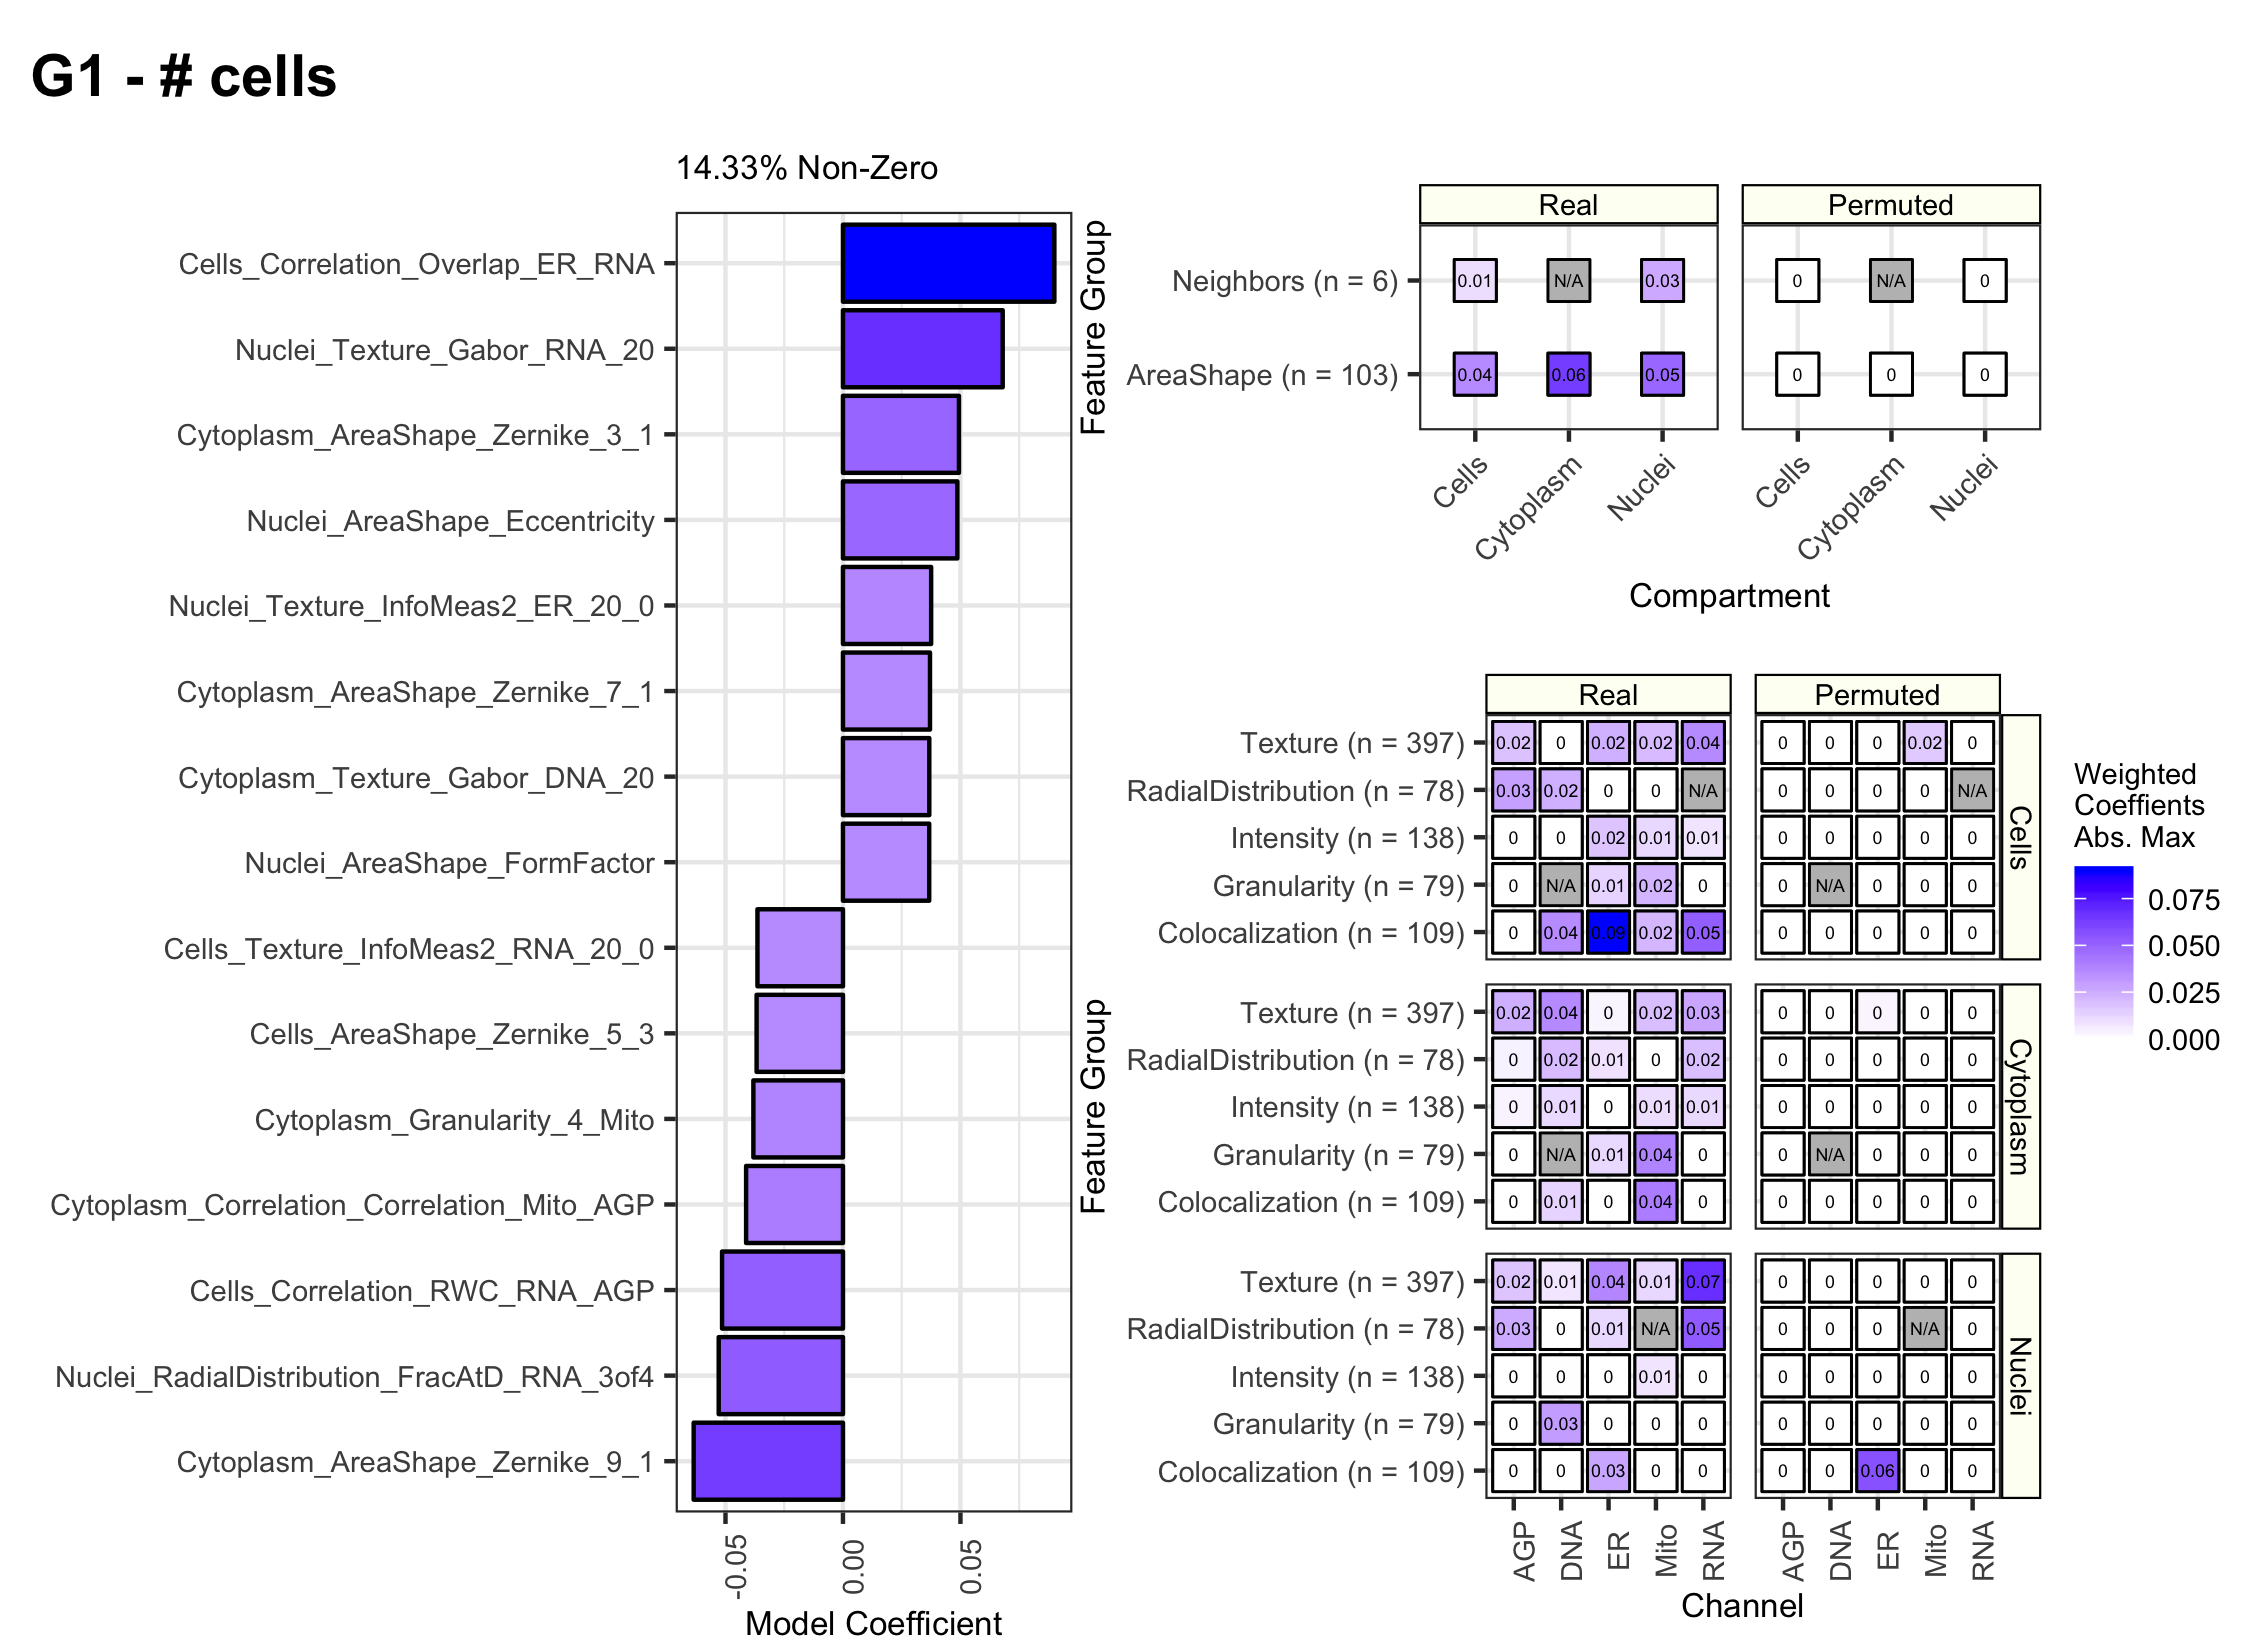 G1 - # cells
14.33% Non-Zero
Cells_Correlation_Overlap_ER_RNA
Nuclei_Texture_Gabor_RNA_20
Cytoplasm_AreaShape_Zernike_3_1
Nuclei_AreaShape_Eccentricity
Nuclei_Texture_InfoMeas2_ER_20_0
Cytoplasm_AreaShape_Zernike_7_1
Cytoplasm_Texture_Gabor_DNA_20
Nuclei_AreaShape_FormFactor
Cells_Texture_InfoMeas2_RNA_20_0
Cells_AreaShape_Zernike_5_3
Cytoplasm_Granularity_4_Mito
Cytoplasm_Correlation_Correlation_Mito_AGP
Cells_Correlation_RWC_RNA_AGP
Nuclei_RadialDistribution_FracAtD_RNA_3of4
Cytoplasm_AreaShape_Zernike_9_1
-0.05 0.00 0.05
Model Coefficient
Feature Group
Real Permuted
Neighbors (n = 6) 0.01 N/A 0.03 0 N/A 0
AreaShape (n = 103) 0.04 0.06 0.05 0 0 0
Cells Cytoplasm Nuclei Cells Cytoplasm Nuclei
Compartment
Feature Group
Real Permuted
Texture (n = 397) 0.02 0 0.02 0.02 0.04 0 0 0 0.02 0
RadialDistribution (n = 78) 0.03 0.02 0 0 N/A 0 0 0 0 N/A
Intensity (n = 138) 0 0 0.02 0.01 0.01 0 0 0 0 0
Granularity (n = 79) 0 N/A 0.01 0.02 0 0 N/A 0 0 0
Colocalization (n = 109) 0 0.04 0.09 0.02 0.05 0 0 0 0 0
Cells
Texture (n = 397) 0.02 0.04 0 0.02 0.03 0 0 0 0 0
RadialDistribution (n = 78) 0 0.02 0.01 0 0.02 0 0 0 0 0
Intensity (n = 138) 0 0.01 0 0.01 0.01 0 0 0 0 0
Granularity (n = 79) 0 N/A 0.01 0.04 0 0 N/A 0 0 0
Colocalization (n = 109) 0 0.01 0 0.04 0 0 0 0 0 0
Cytoplasm
Texture (n = 397) 0.02 0.01 0.04 0.01 0.07 0 0 0 0 0
RadialDistribution (n = 78) 0.03 0 0.01 N/A 0.05 0 0 0 N/A 0
Intensity (n = 138) 0 0 0 0.01 0 0 0 0 0 0
Granularity (n = 79) 0 0.03 0 0 0 0 0 0 0 0
Colocalization (n = 109) 0 0 0.03 0 0 0 0 0.06 0 0
Nuclei
AGP DNA ER Mito RNA AGP DNA ER Mito RNA
Channel
Weighted
Coeffients
Abs. Max
0.075
0.050
0.025
0.000